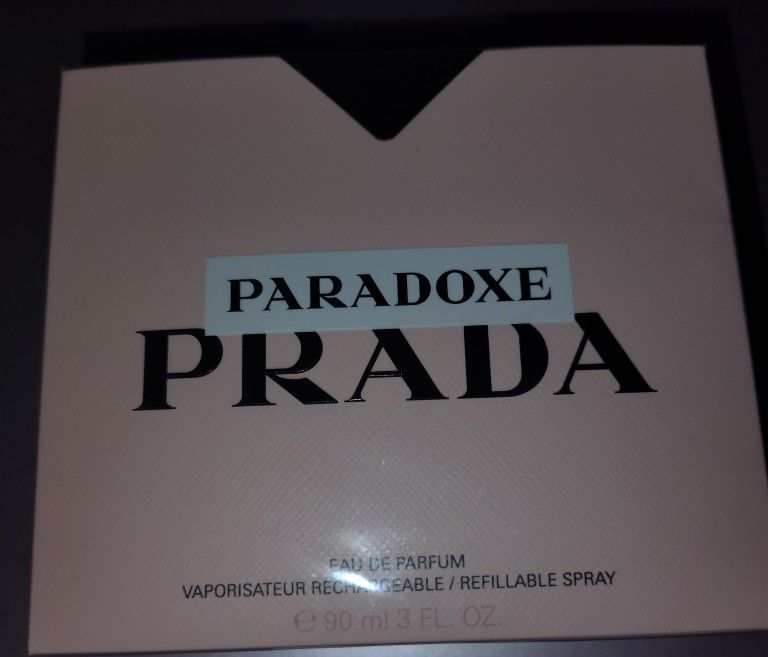 PARADOXE
PRADA
EAU DE PARFUM
VAPORISATEUR RECHARGEABLE / REFILLABLE SPRAY
℮ 90 ml 3 FL. OZ.